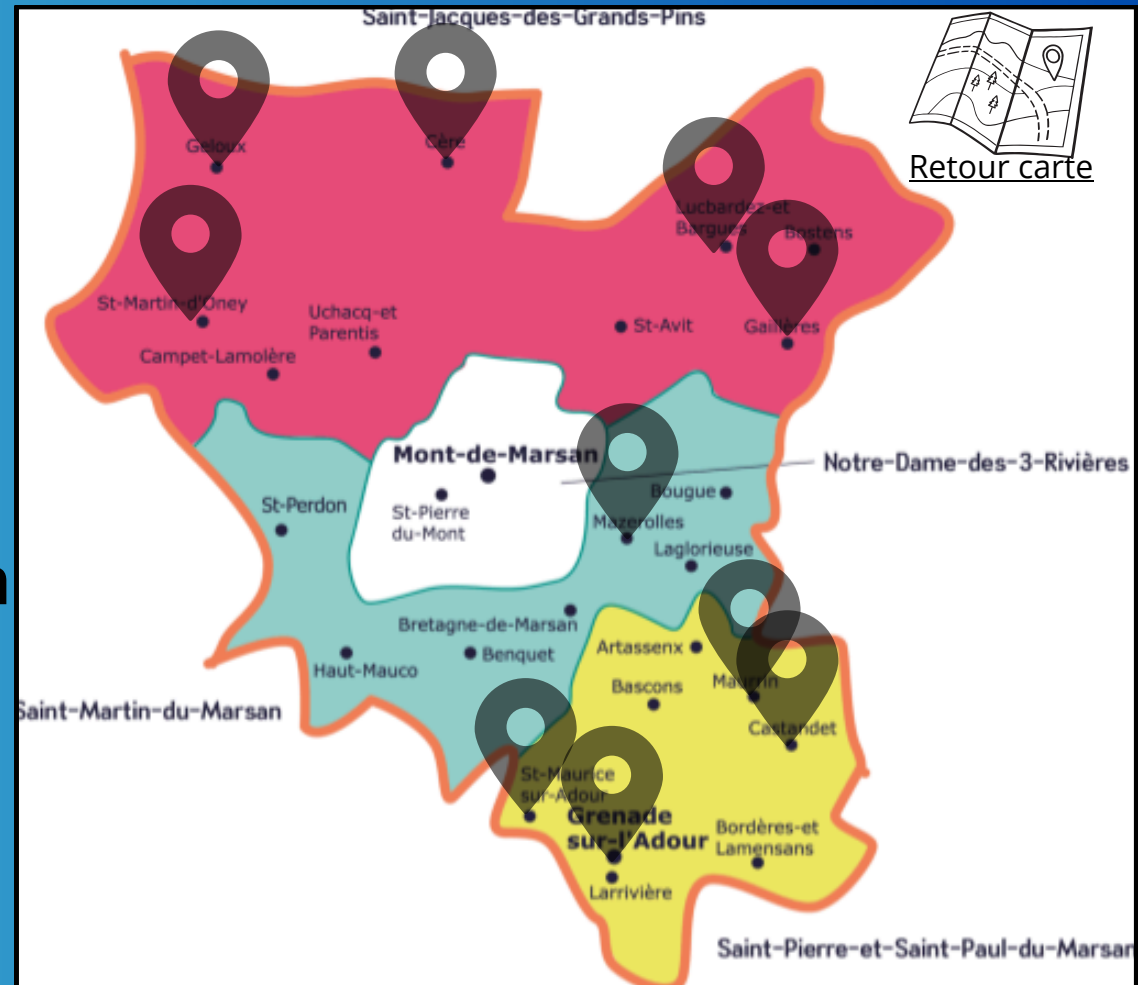 Saint-Jacques-des-Grands-Pins
Retour carte
Geloux
Cère
Lucbardez-et
Bargues
Bostens
St-Martin-d'Oney
Uchacq-et
Parentis
St-Avit
Gaillères
Campet-Lamolère
Mont-de-Marsan
Notre-Dame-des-3-Rivières
St-Perdon
St-Pierre
du-Mont
Bougue
Mazerolles
Laglorieuse
Bretagne-de-Marsan
Artassenx
Benquet
Haut-Mauco
Bascons
Maurrin
Saint-Martin-du-Marsan
Castandet
St-Maurice
sur-Adour
Grenade
sur-l'Adour
Bordères-et
Lamensans
Larrivière
Saint-Pierre-et-Saint-Paul-du-Marsan